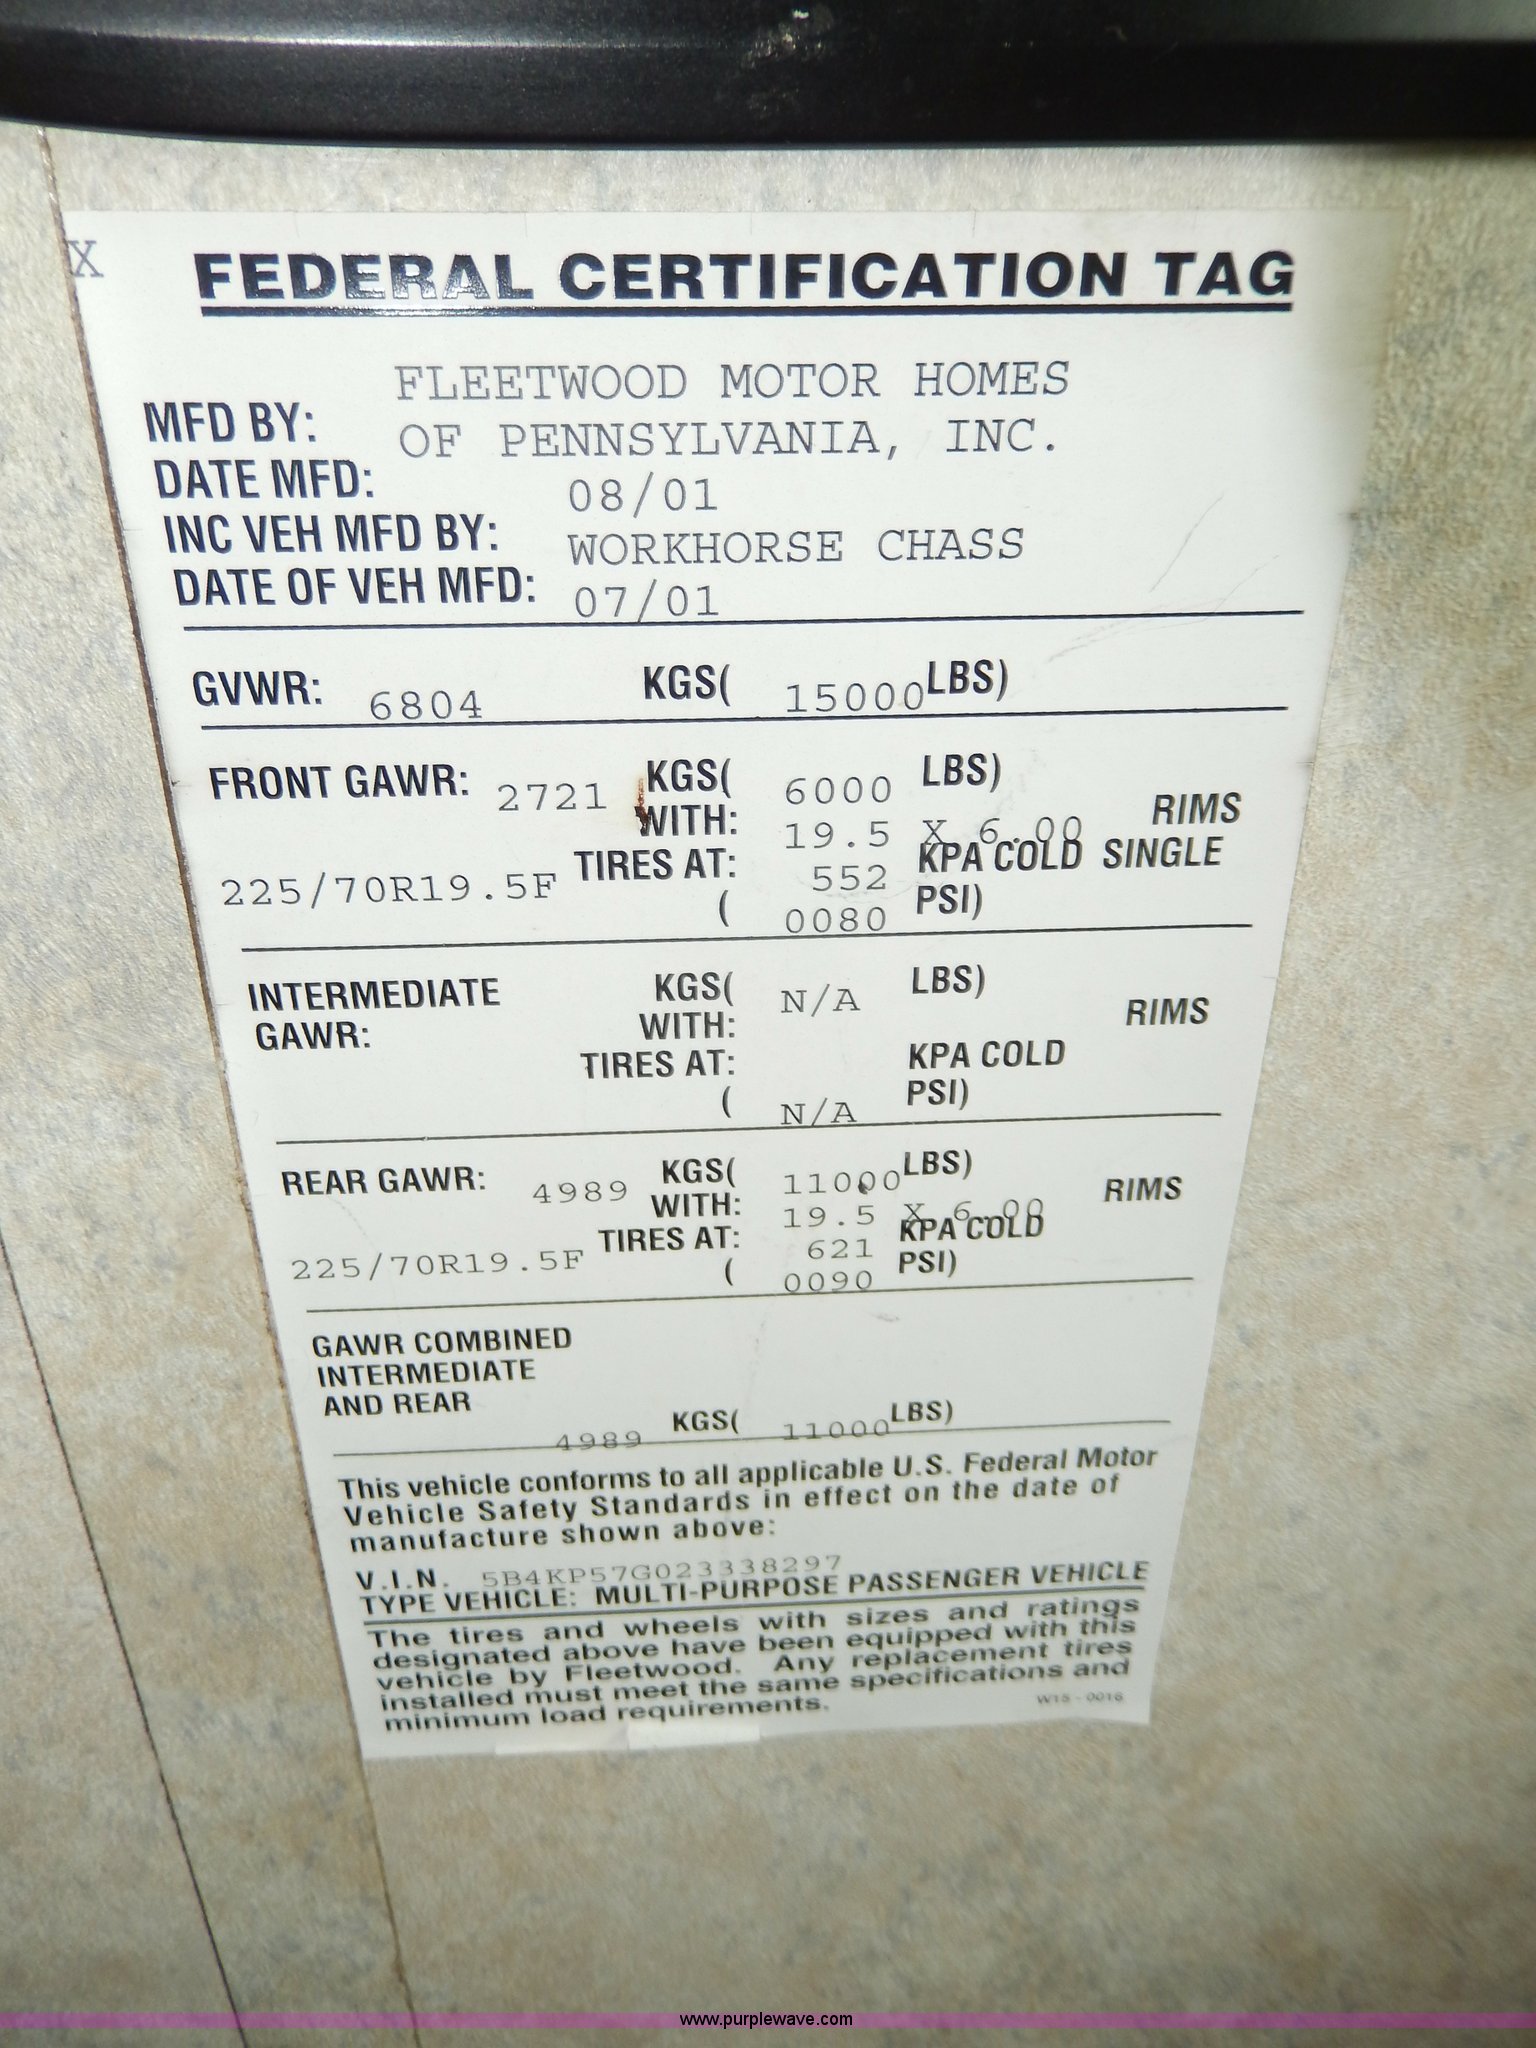 X
FEDERAL CERTIFICATION TAG
MFD BY: FLEETWOOD MOTOR HOMES
OF PENNSYLVANIA, INC.
DATE MFD: 08/01
INC VEH MFD BY: WORKHORSE CHASS
DATE OF VEH MFD: 07/01
GVWR: 6804 KGS( 15000 LBS)
FRONT GAWR: 2721 KGS( 6000 LBS)
WITH: 19.5 X 6.00 RIMS
225/70R19.5F TIRES AT: 552 KPA COLD SINGLE
( 0080 PSI)
INTERMEDIATE KGS( N/A LBS)
GAWR: WITH: RIMS
TIRES AT: KPA COLD
( N/A PSI)
REAR GAWR: 4989 KGS( 11000 LBS)
WITH: 19.5 X 6.00 RIMS
225/70R19.5F TIRES AT: 621 KPA COLD
( 0090 PSI)
GAWR COMBINED
INTERMEDIATE
AND REAR
4989 KGS( 11000 LBS)
This vehicle conforms to all applicable U.S. Federal Motor
Vehicle Safety Standards in effect on the date of
manufacture shown above:
V.I.N. 5B4KP57G023338297
TYPE VEHICLE: MULTI-PURPOSE PASSENGER VEHICLE
The tires and wheels with sizes and ratings
designated above have been equipped with this
vehicle by Fleetwood. Any replacement tires
installed must meet the same specifications and
minimum load requirements.
W15 - 0016
www.purplewave.com